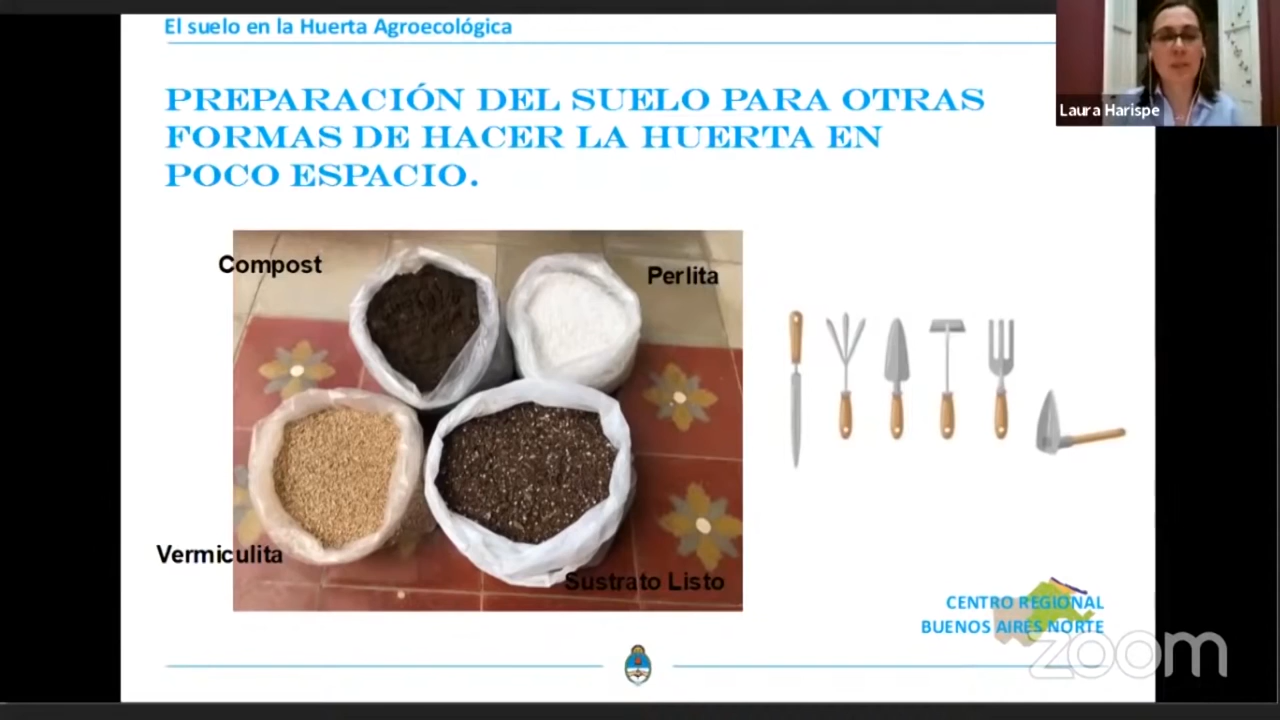 El suelo en la Huerta Agroecológica
Laura Harispe
PREPARACIÓN DEL SUELO PARA OTRAS
FORMAS DE HACER LA HUERTA EN
POCO ESPACIO.
Compost
Perlita
Vermiculita
Sustrato Listo
CENTRO REGIONAL
BUENOS AIRES NORTE
zoom